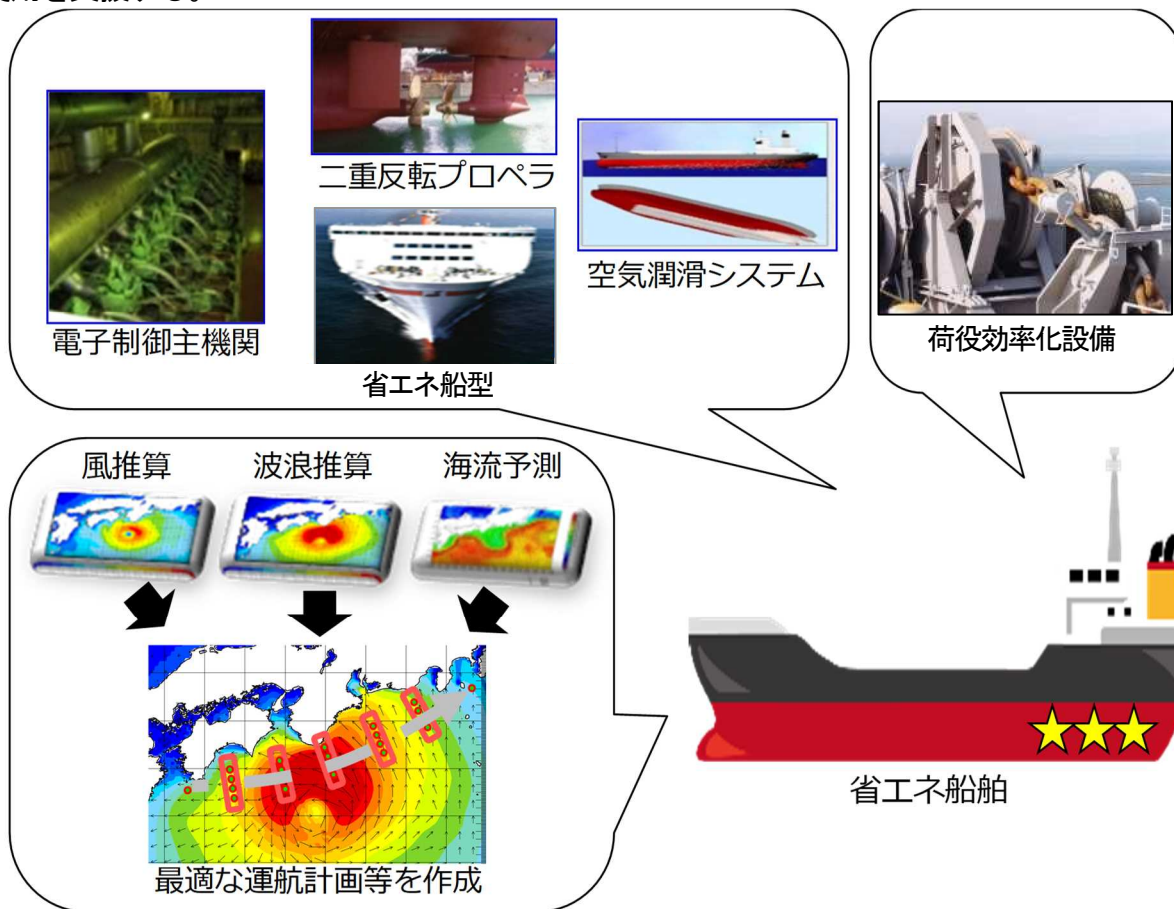 二重反転プロペラ
空気潤滑システム
電子制御主機関
省エネ船型
荷役効率化設備
風推算
波浪推算
海流予測
最適な運航計画等を作成
省エネ船舶